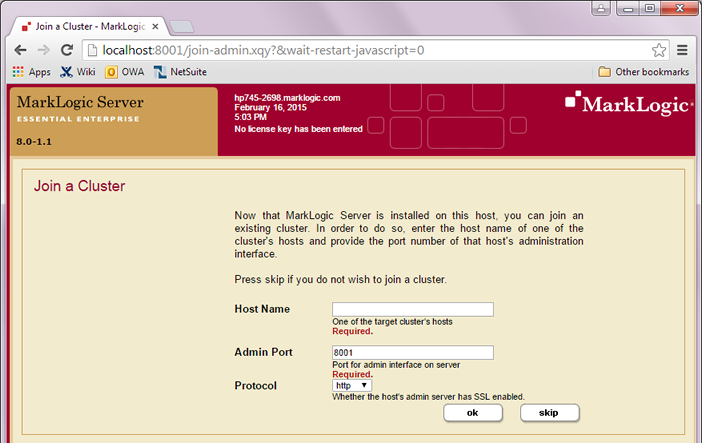 Join a Cluster - MarkLogic
localhost:8001/join-admin.xqy?&wait-restart-javascript=0
Apps Wiki OWA NetSuite Other bookmarks
MarkLogic Server
ESSENTIAL ENTERPRISE
8.0-1.1
hp745-2698.marklogic.com
February 16, 2015
5:03 PM
No license key has been entered
MarkLogic
Join a Cluster
Now that MarkLogic Server is installed on this host, you can join an
existing cluster. In order to do so, enter the host name of one of the
cluster's hosts and provide the port number of that host's administration
interface.
Press skip if you do not wish to join a cluster.
Host Name
One of the target cluster's hosts
Required.
Admin Port 8001
Port for admin interface on server
Required.
Protocol http
Whether the host's admin server has SSL enabled.
ok skip